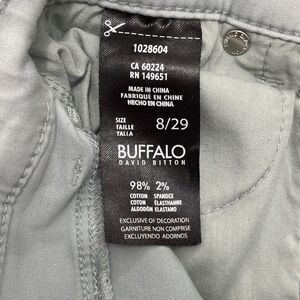 1028604
CA 60224
RN 149651
MADE IN CHINA
FABRIQUÉ EN CHINE
HECHO EN CHINA
SIZE
TAILLE
TALLA
8/29
BUFFALO
DAVID BITTON
98% 2%
COTTON SPANDEX
COTON ÉLASTHANNE
ALGODÓN ELASTANO
EXCLUSIVE OF DECORATION
GARNITURE NON COMPRISE
EXCLUYENDO ADORNOS